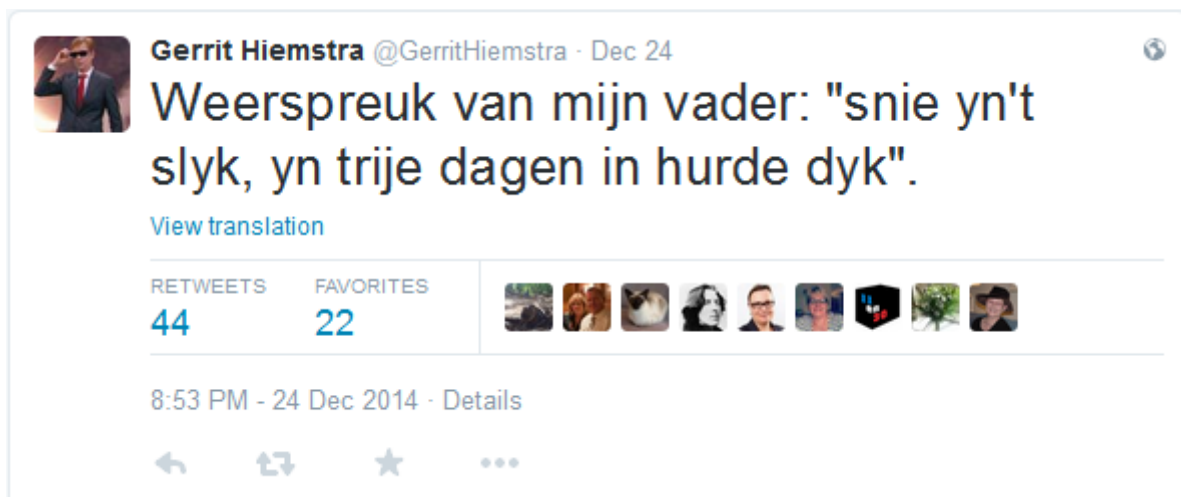 Gerrit Hiemstra @GerritHiemstra · Dec 24
Weerspreuk van mijn vader: "snie yn't
slyk, yn trije dagen in hurde dyk".
View translation
RETWEETS FAVORITES
44 22
8:53 PM - 24 Dec 2014 · Details